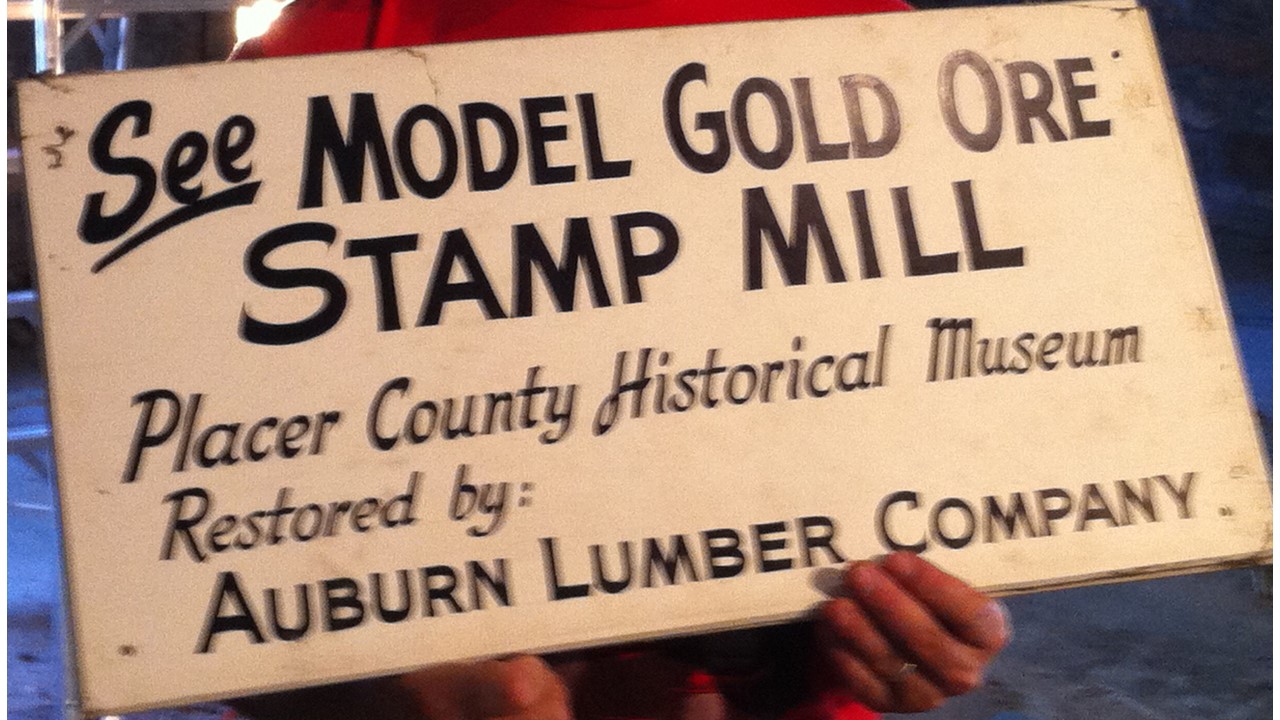 See MODEL GOLD ORE
STAMP MILL
Placer County Historical Museum
Restored by:
AUBURN LUMBER COMPANY